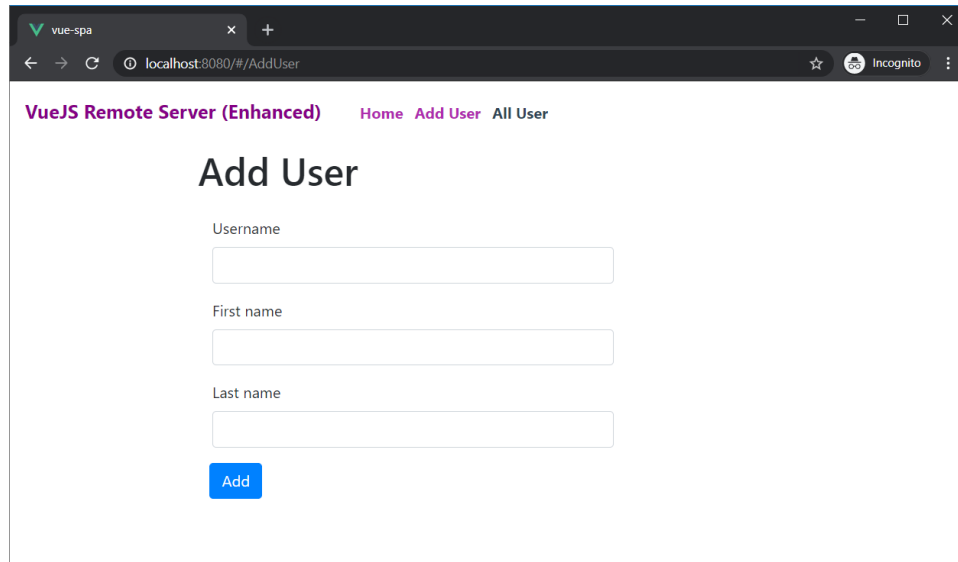 vue-spa
localhost:8080/#/AddUser Incognito
VueJS Remote Server (Enhanced) Home Add User All User
Add User
Username
First name
Last name
Add